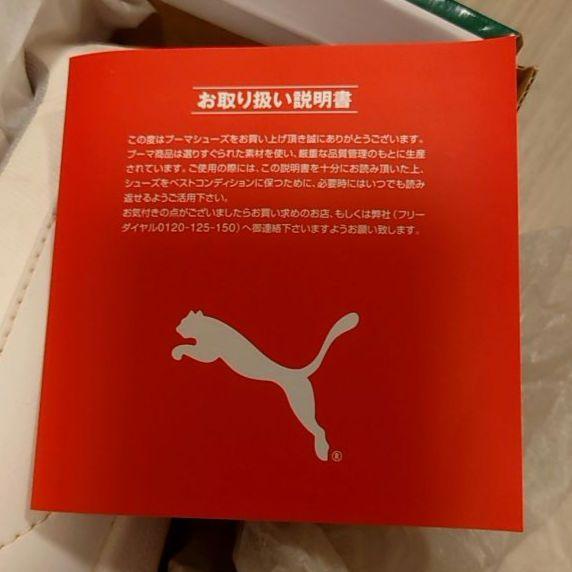 お取り扱い説明書
この度はプーマシューズをお買い上げ頂き誠にありがとうございます。
プーマ商品は選りすぐられた素材を使い、厳重な品質管理のもとに生産
されています。ご使用の際には、この説明書を十分にお読み頂いた上、
シューズをベストコンディションに保つために、必要時にはいつでも読み
返せるようご活用下さい。
お気付きの点がございましたらお買い求めのお店、もしくは弊社（フリー
ダイヤル0120-125-150）へ御連絡下さいますようお願い致します。
®